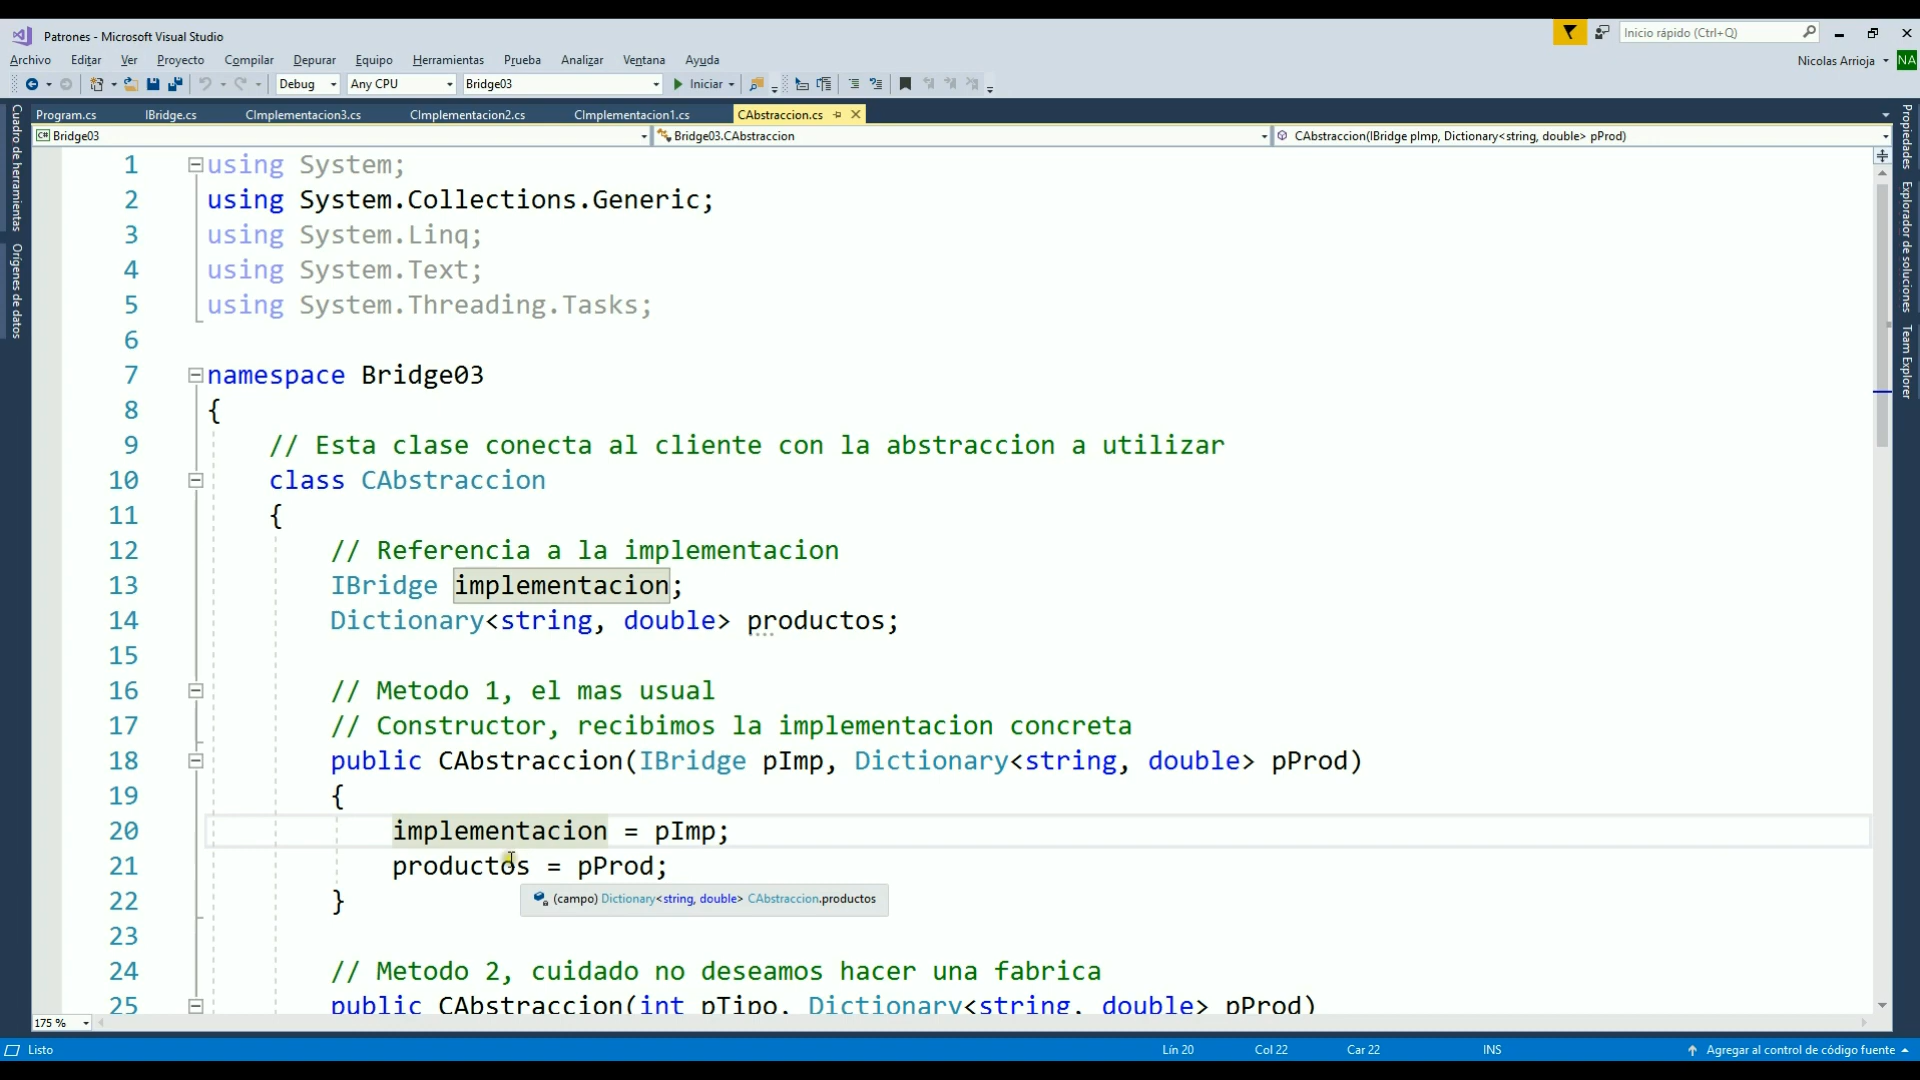 Patrones - Microsoft Visual Studio
Inicio rápido (Ctrl+Q)
Archivo Editar Ver Proyecto Compilar Depurar Equipo Herramientas Prueba Analizar Ventana Ayuda
Nicolas Arrioja NA
Debug Any CPU Bridge03 Iniciar
Program.cs IBridge.cs CImplementacion3.cs CImplementacion2.cs CImplementacion1.cs CAbstraccion.cs
C# Bridge03 Bridge03.CAbstraccion CAbstraccion(IBridge pImp, Dictionary<string, double> pProd)
Cuadro de herramientas
Orígenes de datos
Propiedades
Explorador de soluciones
Team Explorer
1 using System;
2 using System.Collections.Generic;
3 using System.Linq;
4 using System.Text;
5 using System.Threading.Tasks;
6
7 namespace Bridge03
8 {
9 // Esta clase conecta al cliente con la abstraccion a utilizar
10 class CAbstraccion
11 {
12 // Referencia a la implementacion
13 IBridge implementacion;
14 Dictionary<string, double> productos;
15
16 // Metodo 1, el mas usual
17 // Constructor, recibimos la implementacion concreta
18 public CAbstraccion(IBridge pImp, Dictionary<string, double> pProd)
19 {
20 implementacion = pImp;
21 productos = pProd;
22 }
(campo) Dictionary<string, double> CAbstraccion.productos
23
24 // Metodo 2, cuidado no deseamos hacer una fabrica
25 public CAbstraccion(int pTipo, Dictionary<string, double> pProd)
175 %
Listo Lín 20 Col 22 Car 22 INS Agregar al control de código fuente